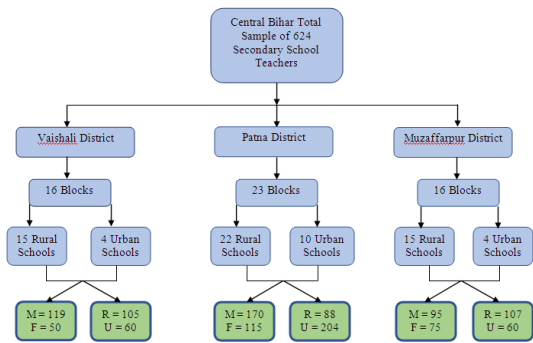 Central Bihar Total
Sample of 624
Secondary School
Teachers
Vaishali District
Patna District
Muzaffarpur District
16 Blocks
23 Blocks
16 Blocks
15 Rural
Schools
4 Urban
Schools
22 Rural
Schools
10 Urban
Schools
15 Rural
Schools
4 Urban
Schools
M = 119
F = 50
R = 105
U = 60
M = 170
F = 115
R = 88
U = 204
M = 95
F = 75
R = 107
U = 60